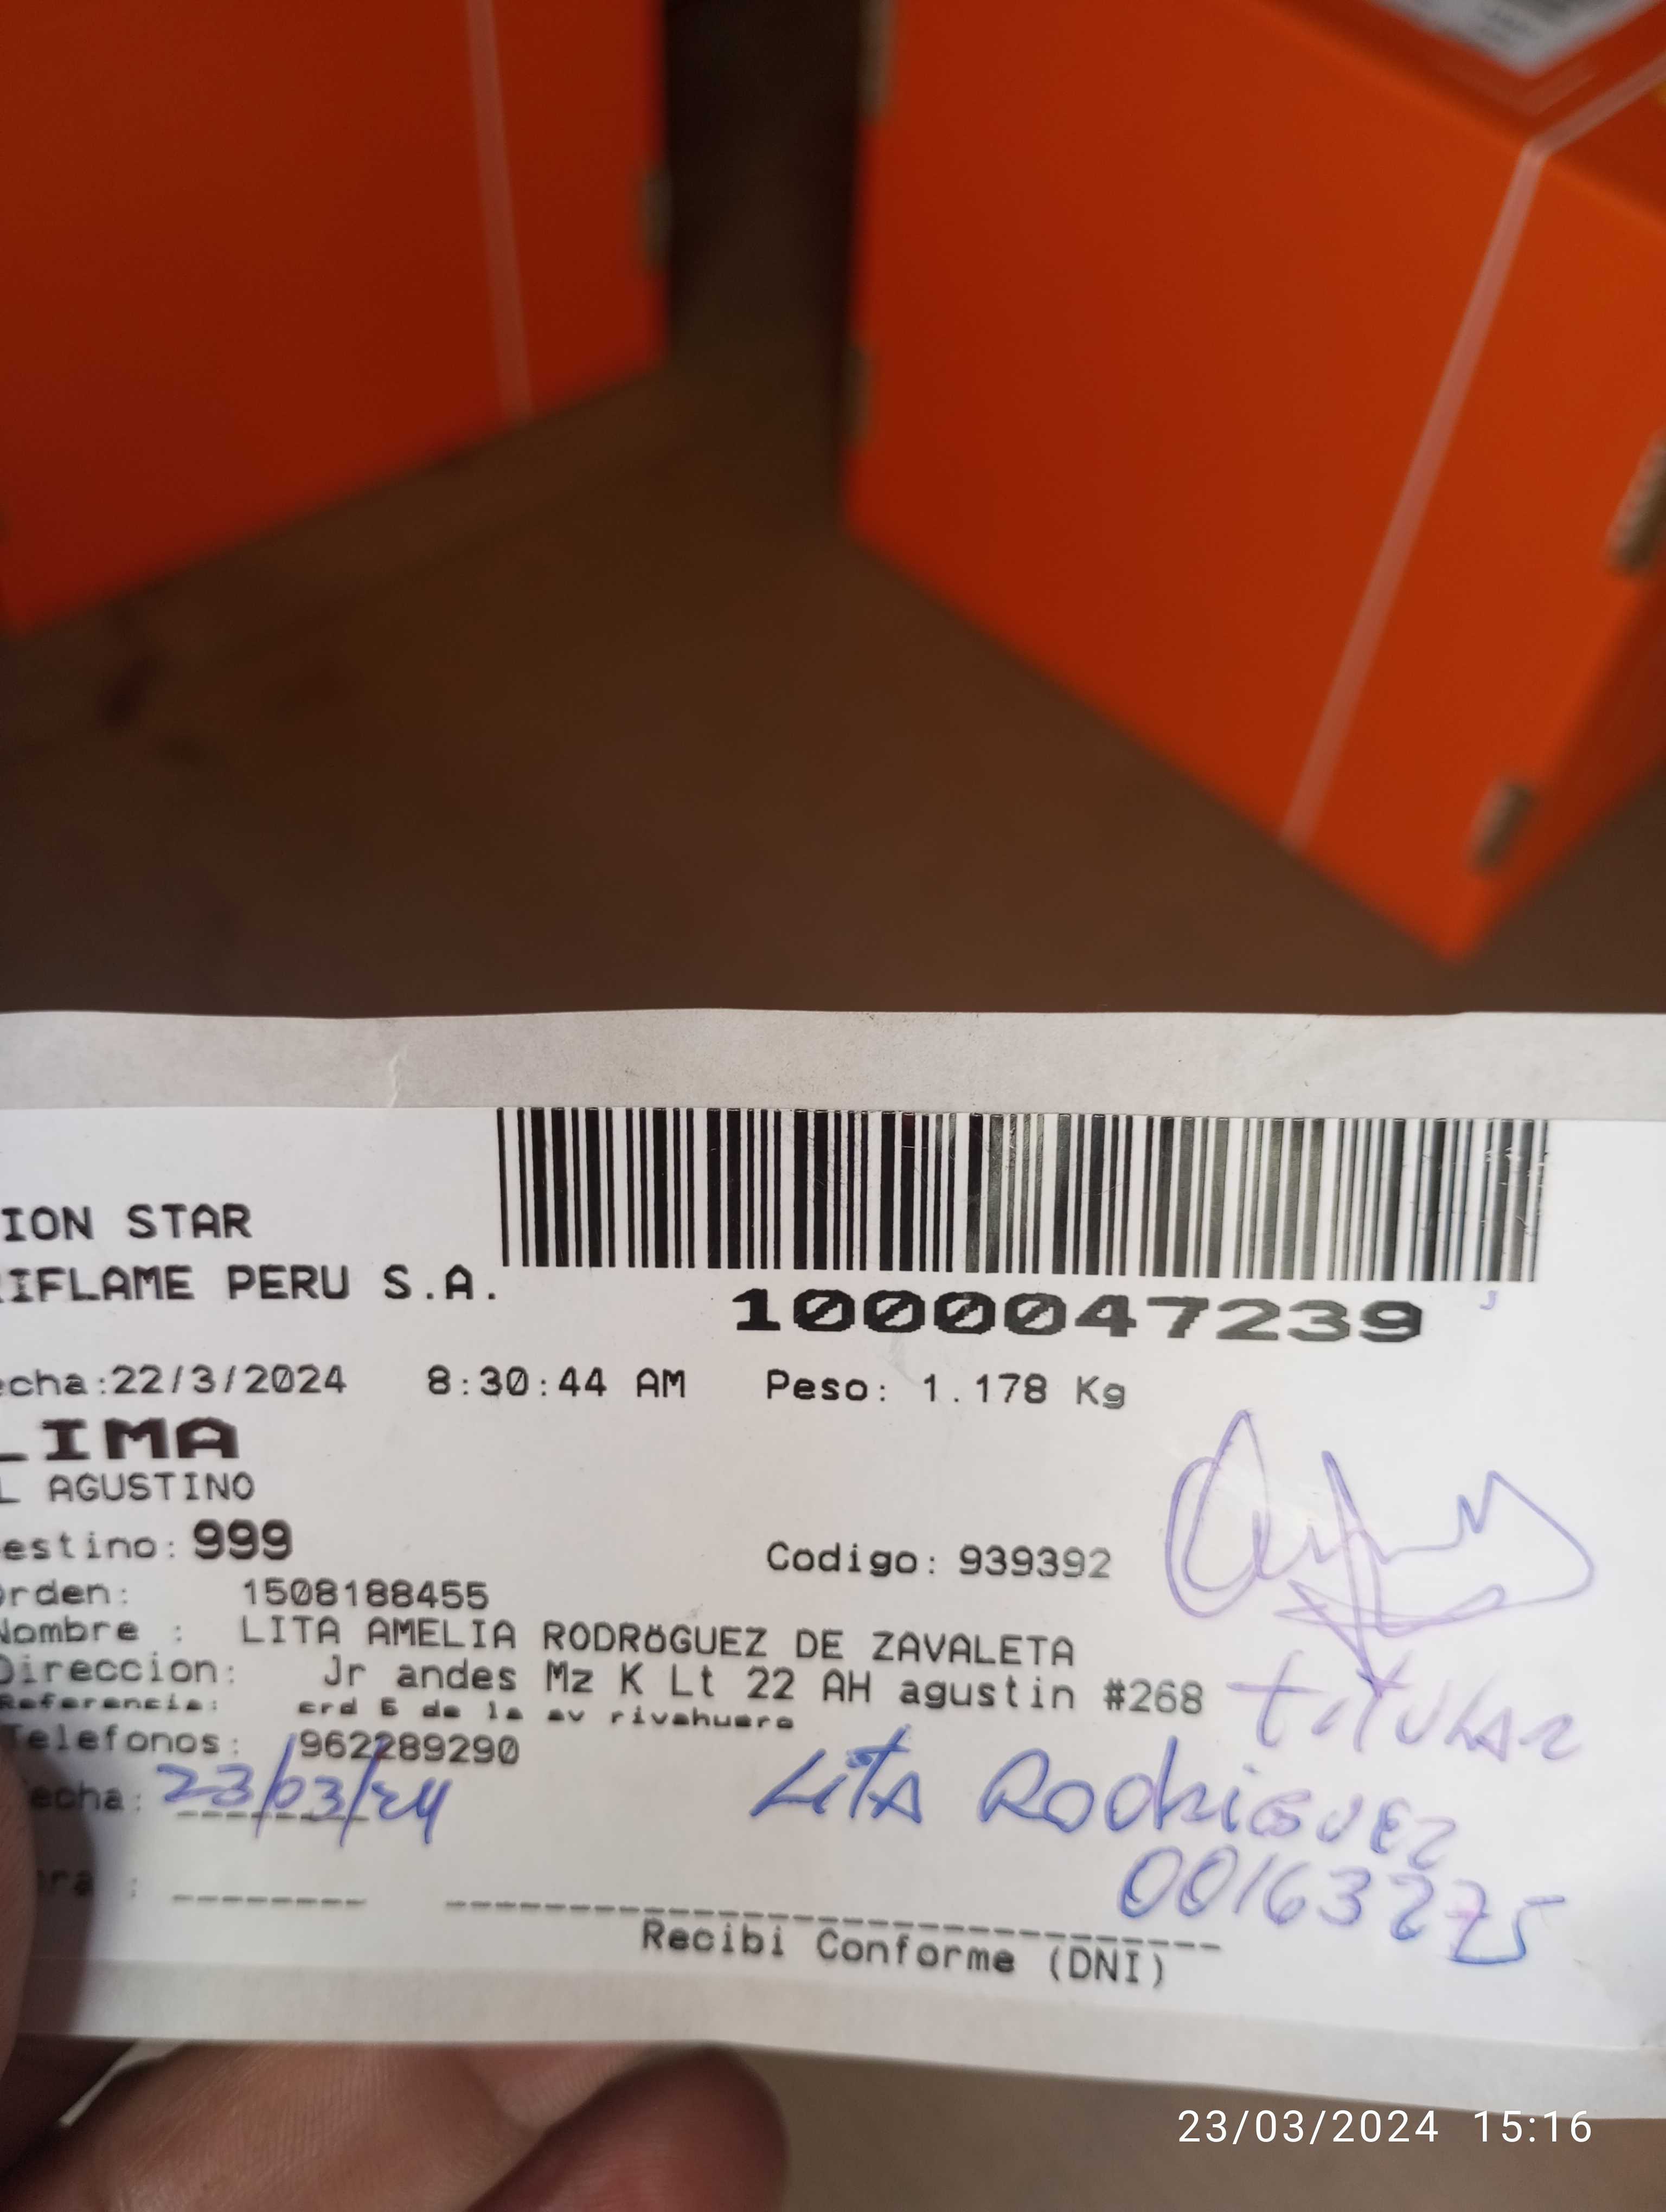 ION STAR
RIFLAME PERU S.A.
1000047239
echa:22/3/2024 8:30:44 AM Peso: 1.178 Kg
LIMA
L AGUSTINO
estino: 999
Codigo: 939392
Orden: 1508188455
Nombre : LITA AMELIA RODRÖGUEZ DE ZAVALETA
Direccion: Jr andes Mz K Lt 22 AH agustin #268
titular
Referencia: crd 5 de la av rivahuero
Telefonos: 962289290
echa: 23/03/24
Lita Rodriguez
00163275
ora :
Recibi Conforme (DNI)
23/03/2024 15:16